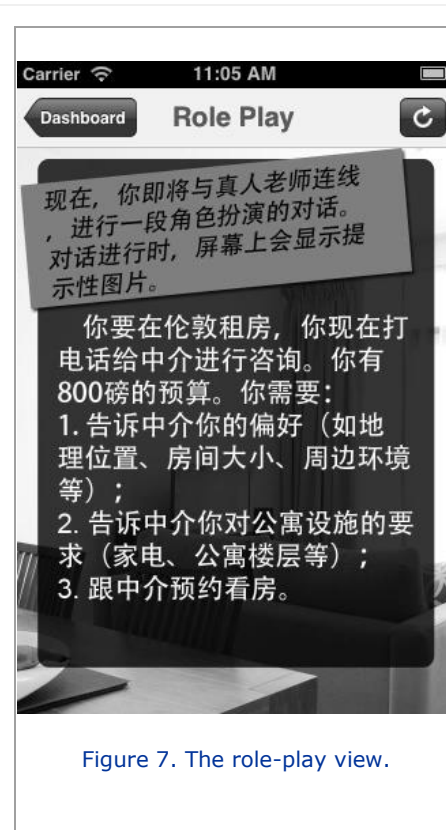 Carrier 11:05 AM
Dashboard Role Play
现在，你即将与真人老师连线
，进行一段角色扮演的对话。
对话进行时，屏幕上会显示提
示性图片。
你要在伦敦租房，你现在打
电话给中介进行咨询。你有
800磅的预算。你需要：
1. 告诉中介你的偏好（如地
理位置、房间大小、周边环境
等）；
2. 告诉中介你对公寓设施的要
求（家电、公寓楼层等）；
3. 跟中介预约看房。
Figure 7. The role-play view.